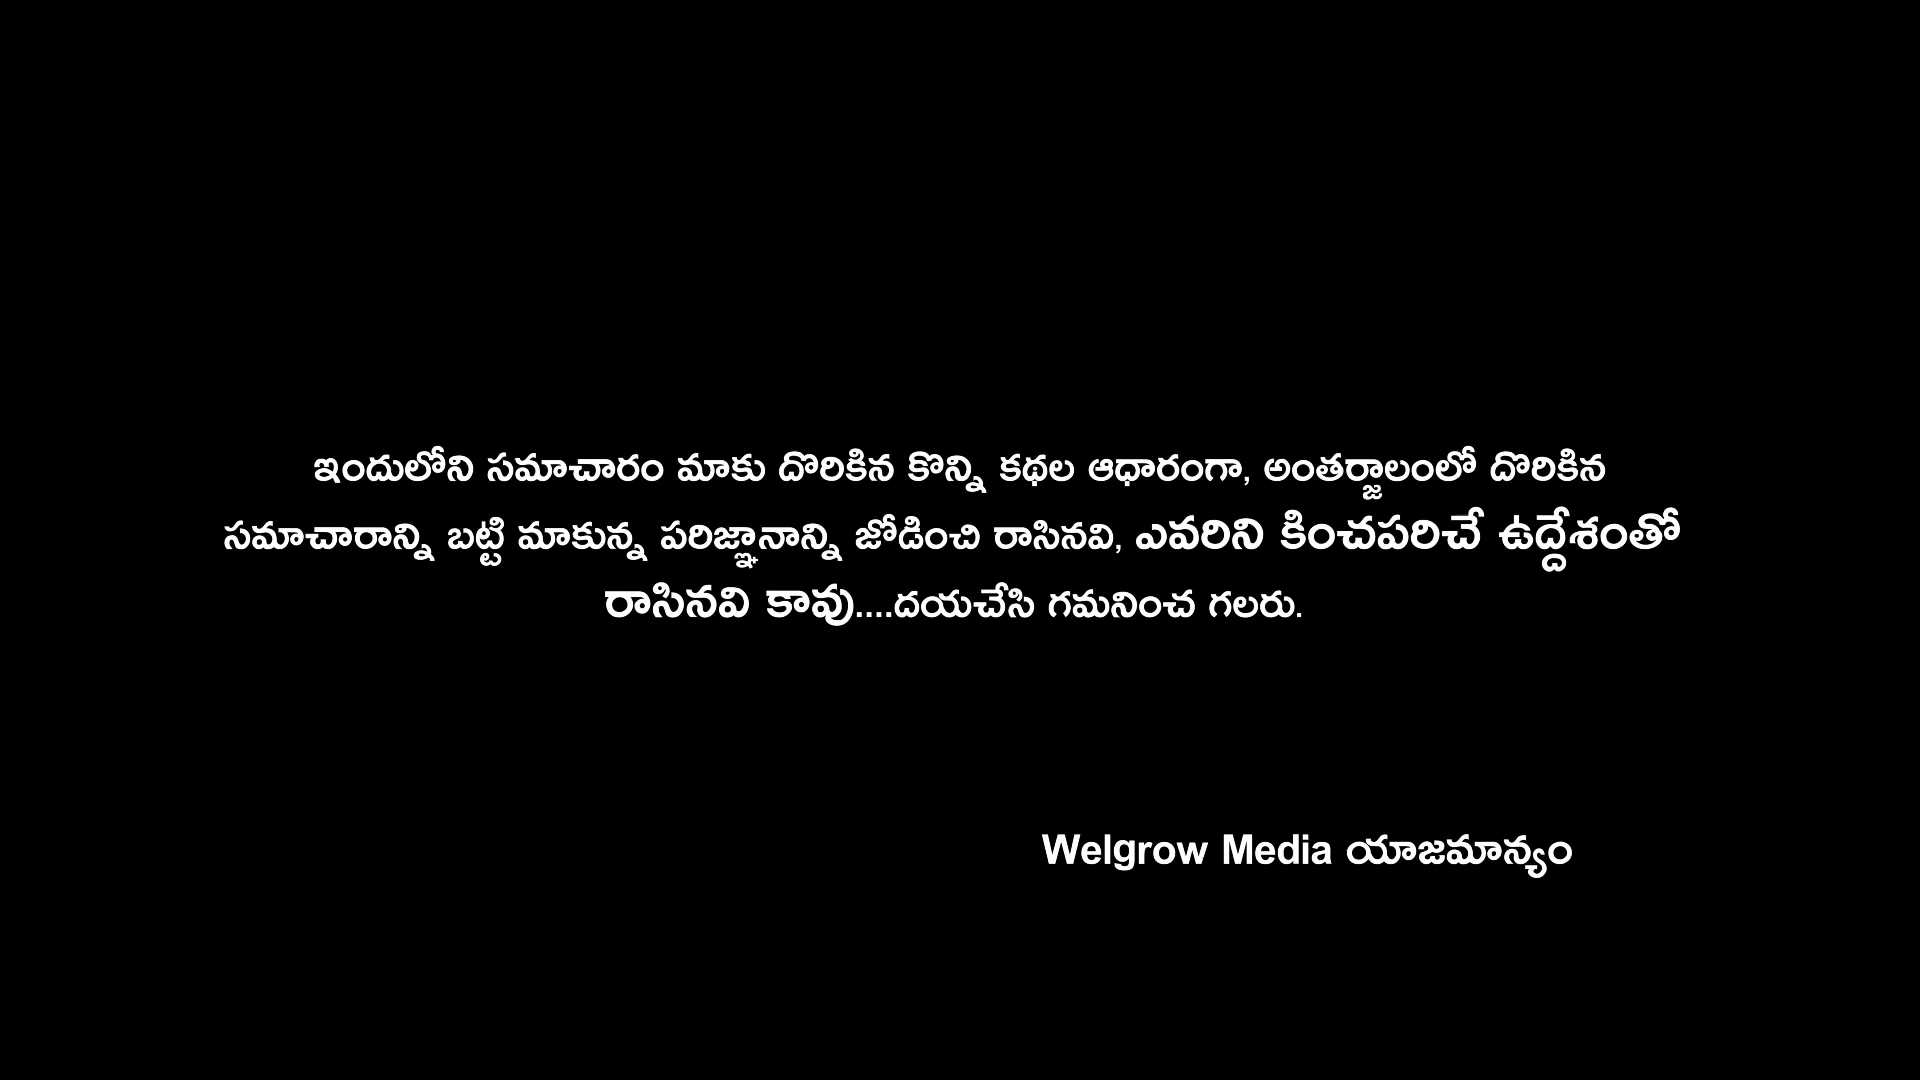 ఇందులోని సమాచారం మాకు దొరికిన కొన్ని కథల ఆధారంగా, అంతర్జాలంలో దొరికిన
సమాచారాన్ని బట్టి మాకున్న పరిజ్ఞానాన్ని జోడించి రాసినవి, ఎవరిని కించపరిచే ఉద్దేశంతో
రాసినవి కావు....దయచేసి గమనించ గలరు.
Welgrow Media యాజమాన్యం